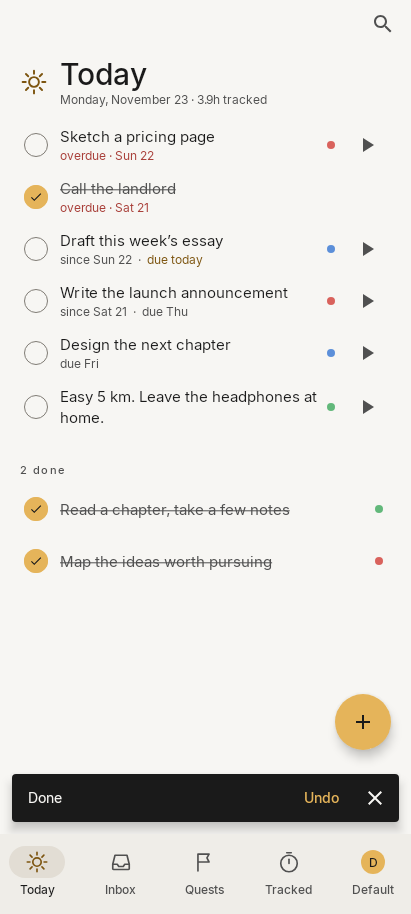 Today
Monday, November 23 · 3.9h tracked
Sketch a pricing page
overdue · Sun 22
Call the landlord
overdue · Sat 21
Draft this week’s essay
since Sun 22 · due today
Write the launch announcement
since Sat 21 · due Thu
Design the next chapter
due Fri
Easy 5 km. Leave the headphones at
home.
2 done
Read a chapter, take a few notes
Map the ideas worth pursuing
Done Undo
D
Today Inbox Quests Tracked Default